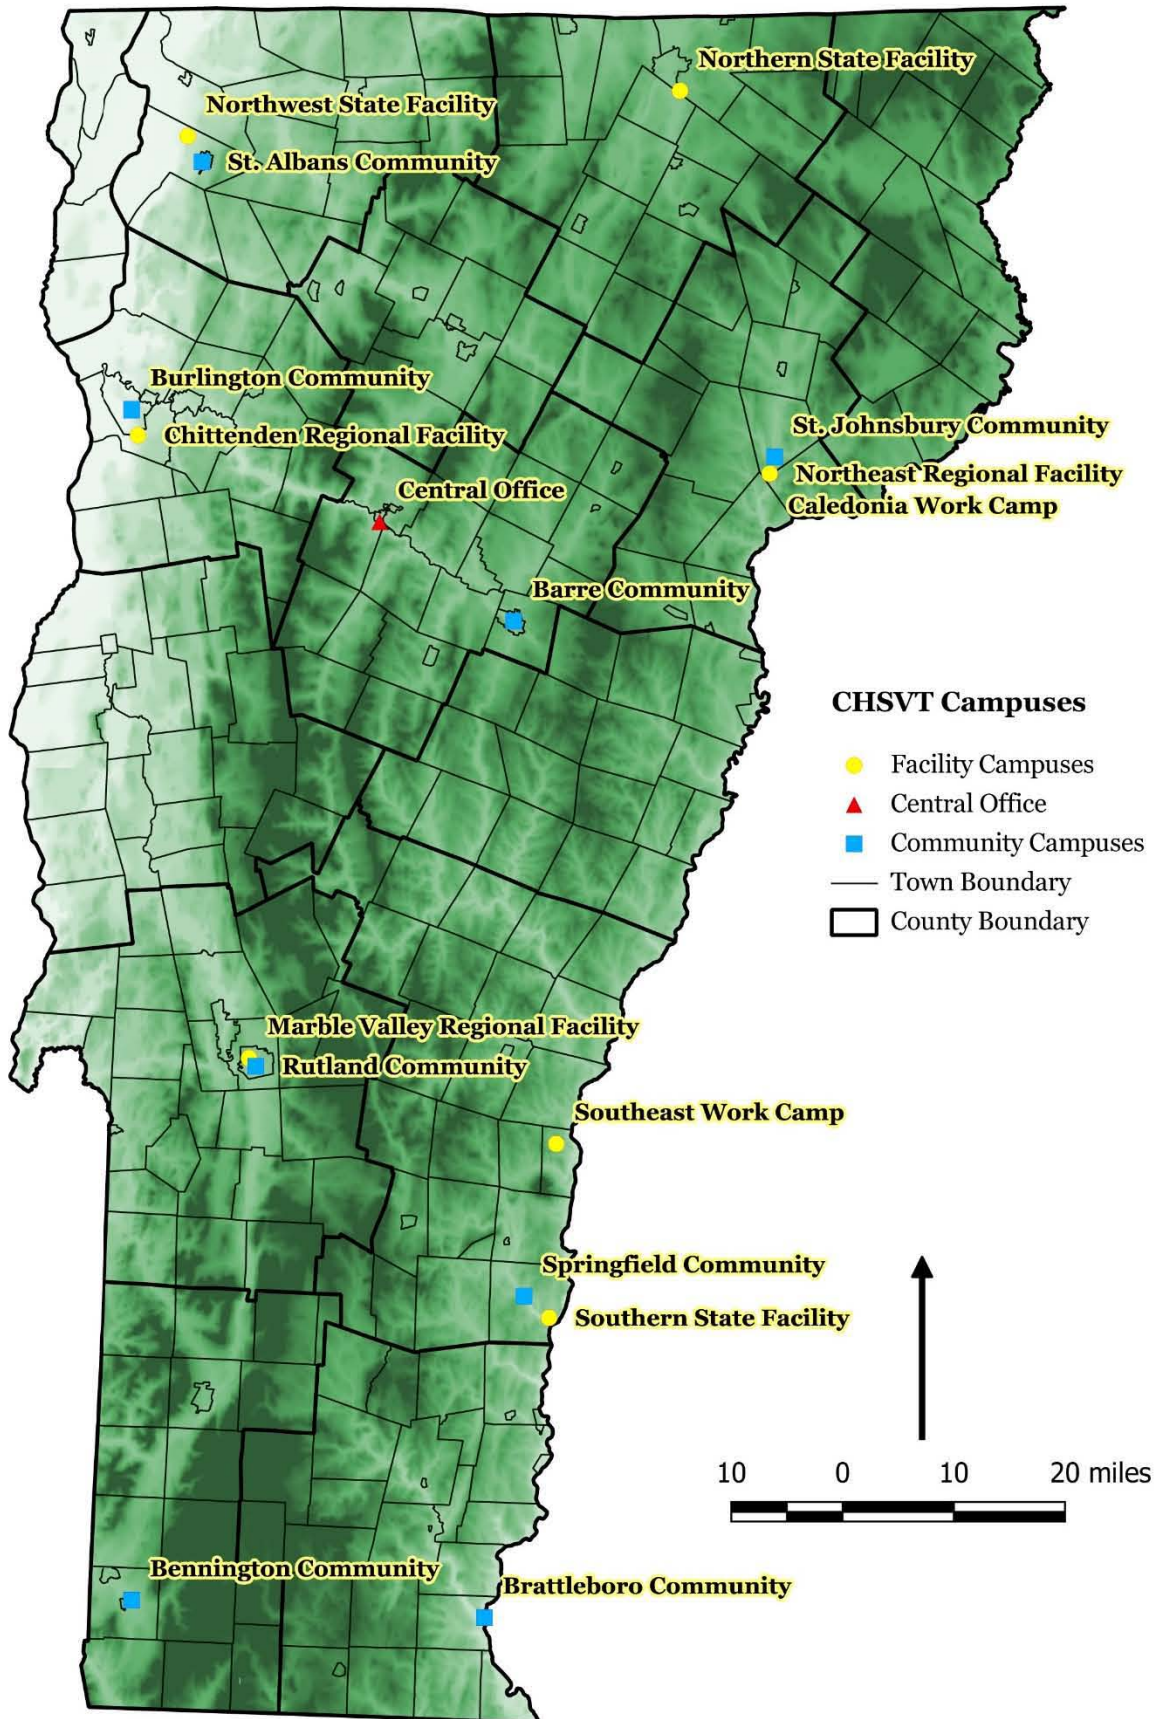 Northern State Facility
Northwest State Facility
St. Albans Community
Burlington Community
Chittenden Regional Facility
St. Johnsbury Community
Northeast Regional Facility
Caledonia Work Camp
Central Office
Barre Community
CHSVT Campuses
Facility Campuses
Central Office
Community Campuses
Town Boundary
County Boundary
Marble Valley Regional Facility
Rutland Community
Southeast Work Camp
Springfield Community
Southern State Facility
10 0 10 20 miles
Bennington Community
Brattleboro Community